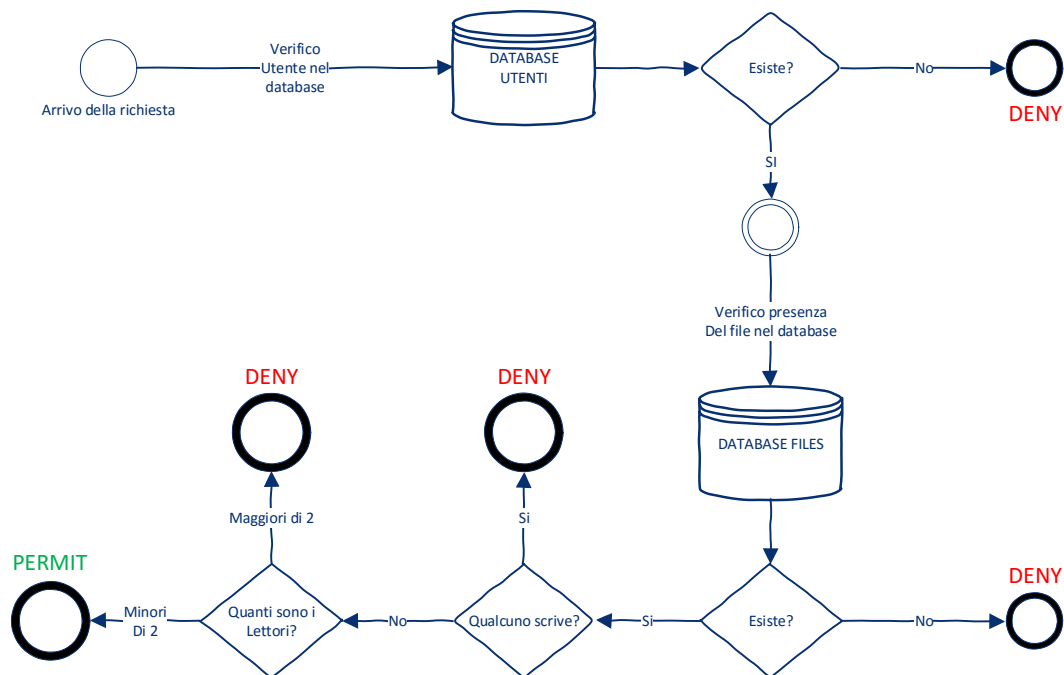 Verifico
Utente nel
database
Arrivo della richiesta
DATABASE
UTENTI
Esiste?
No
DENY
SI
Verifico presenza
Del file nel database
DATABASE FILES
DENY
DENY
Maggiori di 2
Si
PERMIT
Minori
Di 2
Quanti sono i
Lettori?
No
Qualcuno scrive?
Si
Esiste?
No
DENY